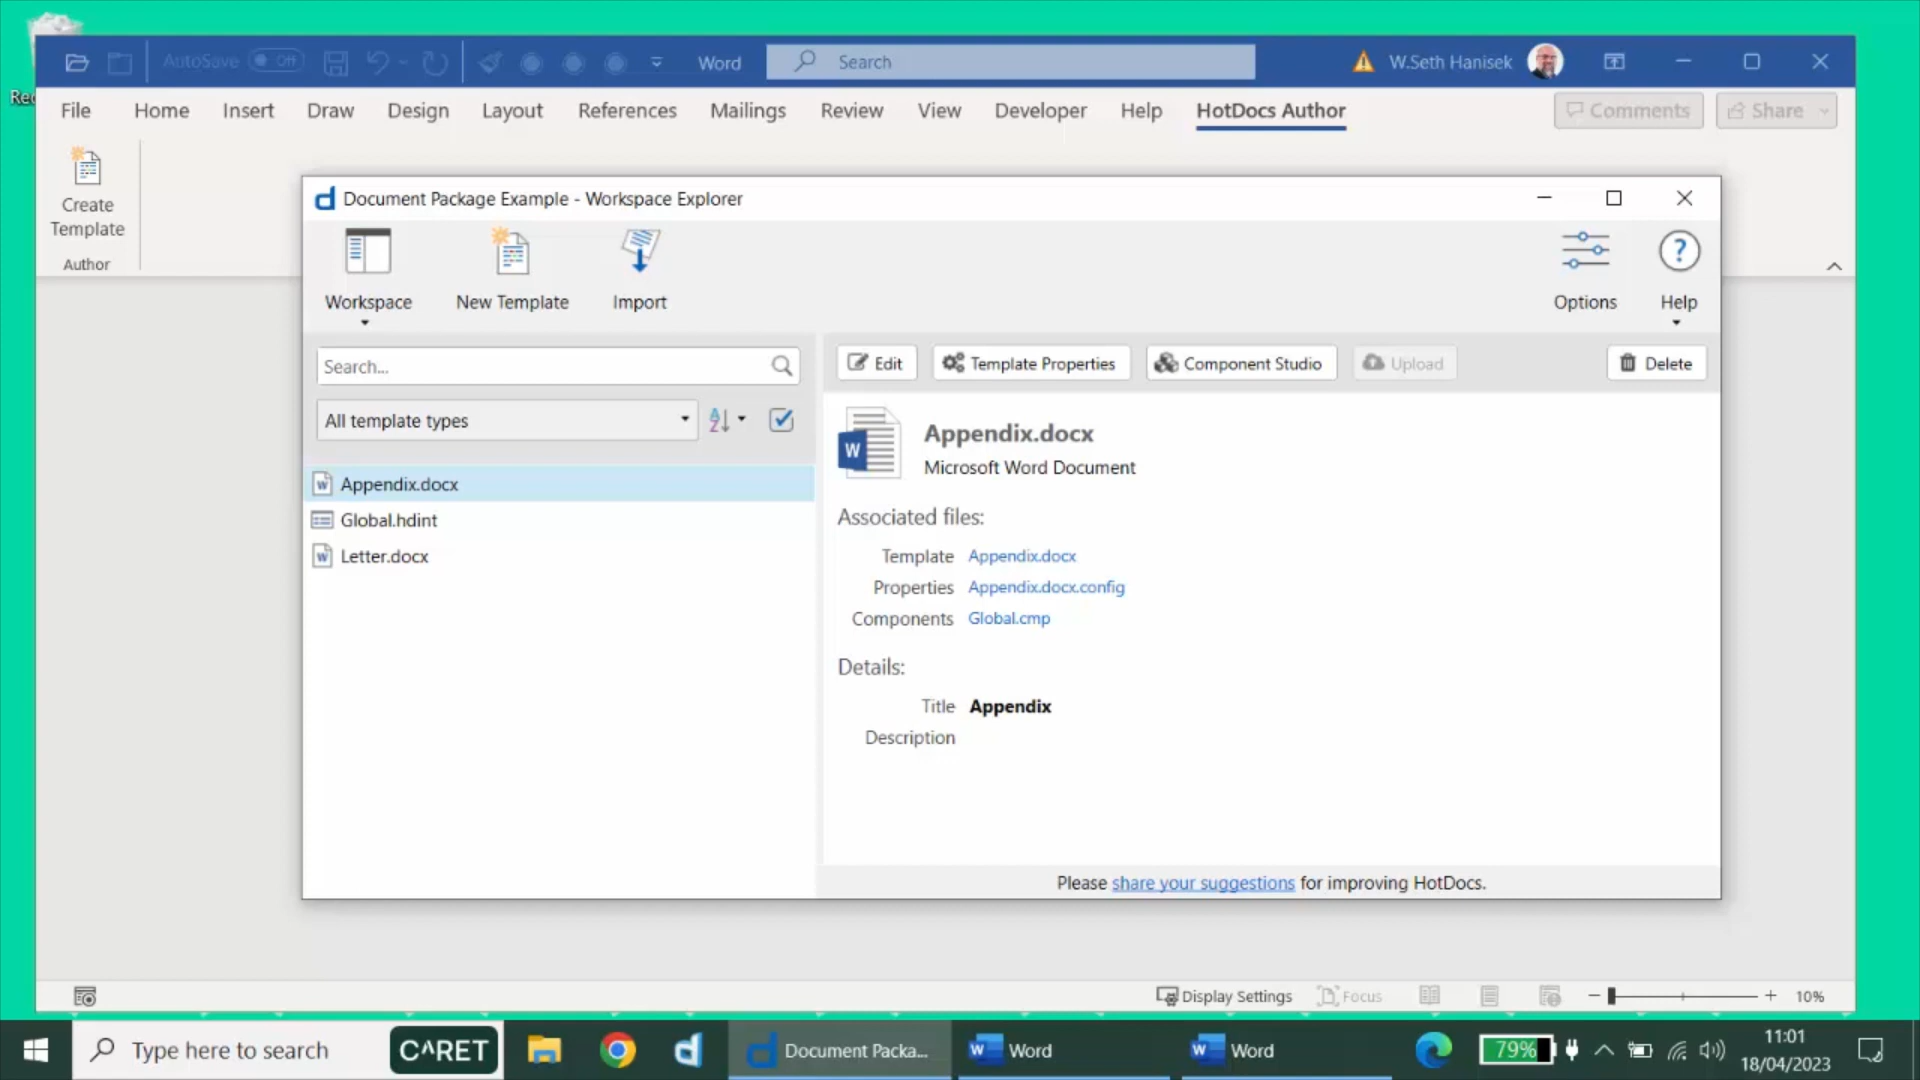 AutoSave Off
Word
Search
W.Seth Hanisek
File Home Insert Draw Design Layout References Mailings Review View Developer Help HotDocs Author
Comments
Share
Create
Template
Author
Document Package Example - Workspace Explorer
Workspace
New Template
Import
Options
Help
Search...
Edit
Template Properties
Component Studio
Upload
Delete
All template types
Appendix.docx
Global.hdint
Letter.docx
Appendix.docx
Microsoft Word Document
Associated files:
Template Appendix.docx
Properties Appendix.docx.config
Components Global.cmp
Details:
Title Appendix
Description
Please share your suggestions for improving HotDocs.
Display Settings
Focus
10%
Type here to search
C^RET
Document Packa...
Word
Word
79%
11:01
18/04/2023